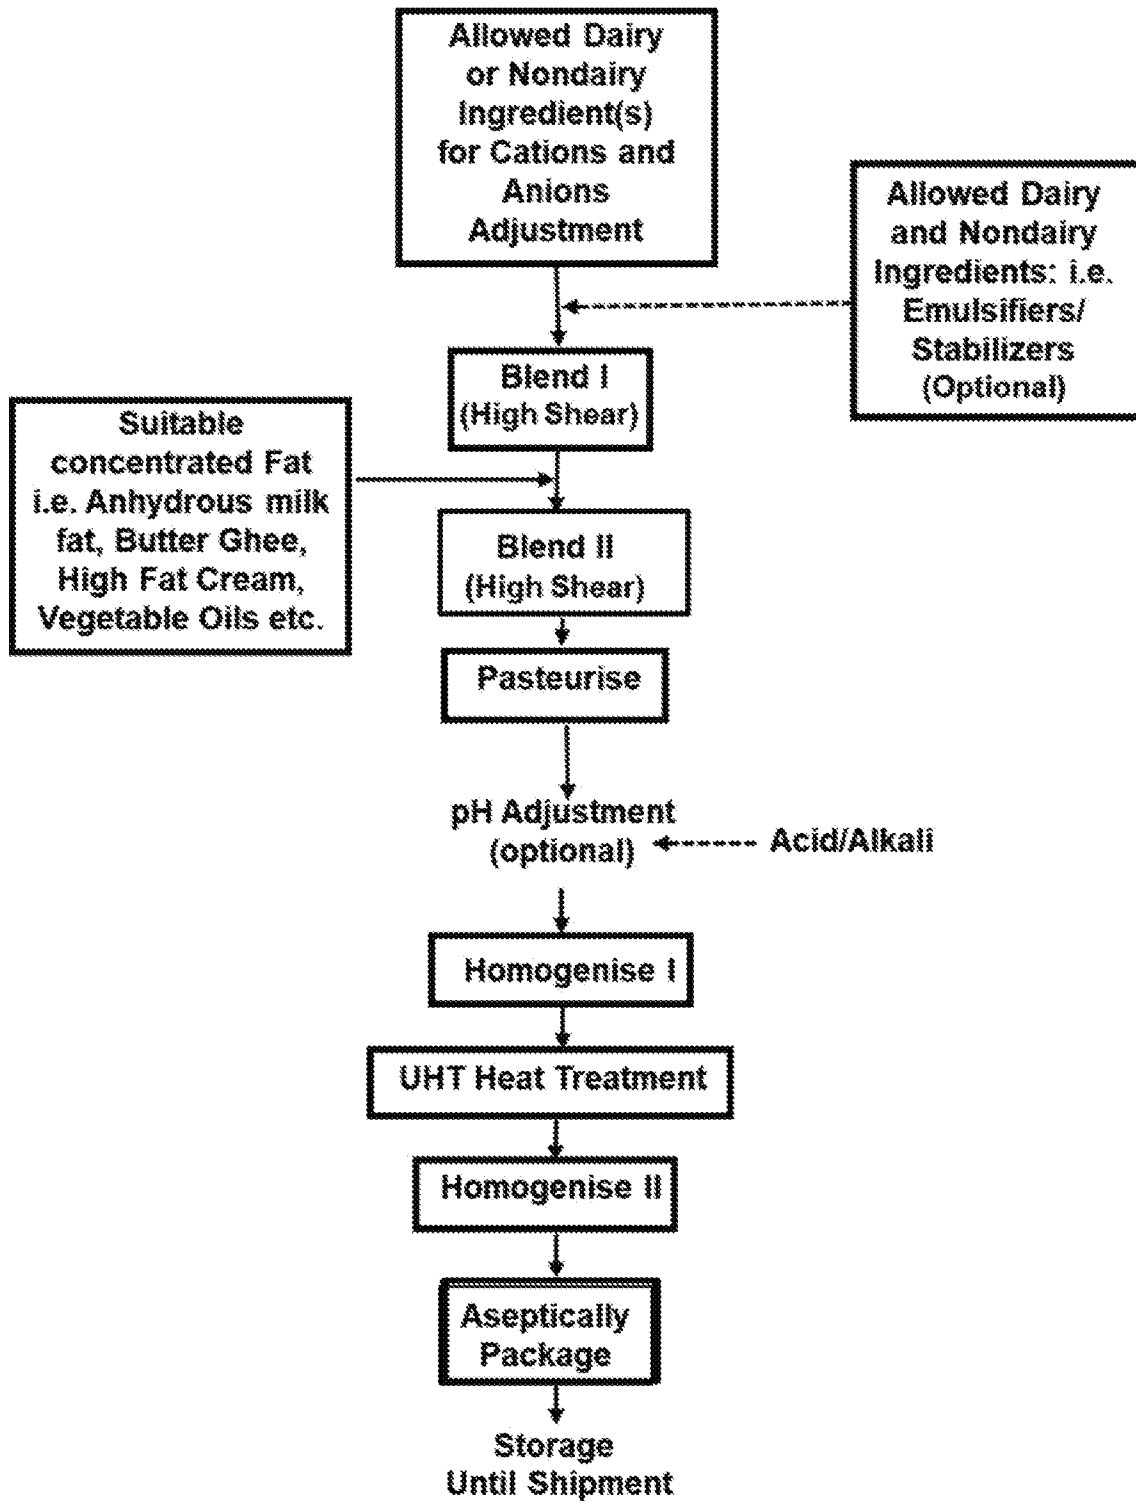 Allowed Dairy
or Nondairy
Ingredient(s)
for Cations and
Anions
Adjustment
Allowed Dairy
and Nondairy
Ingredients: i.e.
Emulsifiers/
Stabilizers
(Optional)
Blend I
(High Shear)
Suitable
concentrated Fat
i.e. Anhydrous milk
fat, Butter Ghee,
High Fat Cream,
Vegetable Oils etc.
Blend II
(High Shear)
Pasteurise
pH Adjustment
(optional)
Acid/Alkali
Homogenise I
UHT Heat Treatment
Homogenise II
Aseptically
Package
Storage
Until Shipment